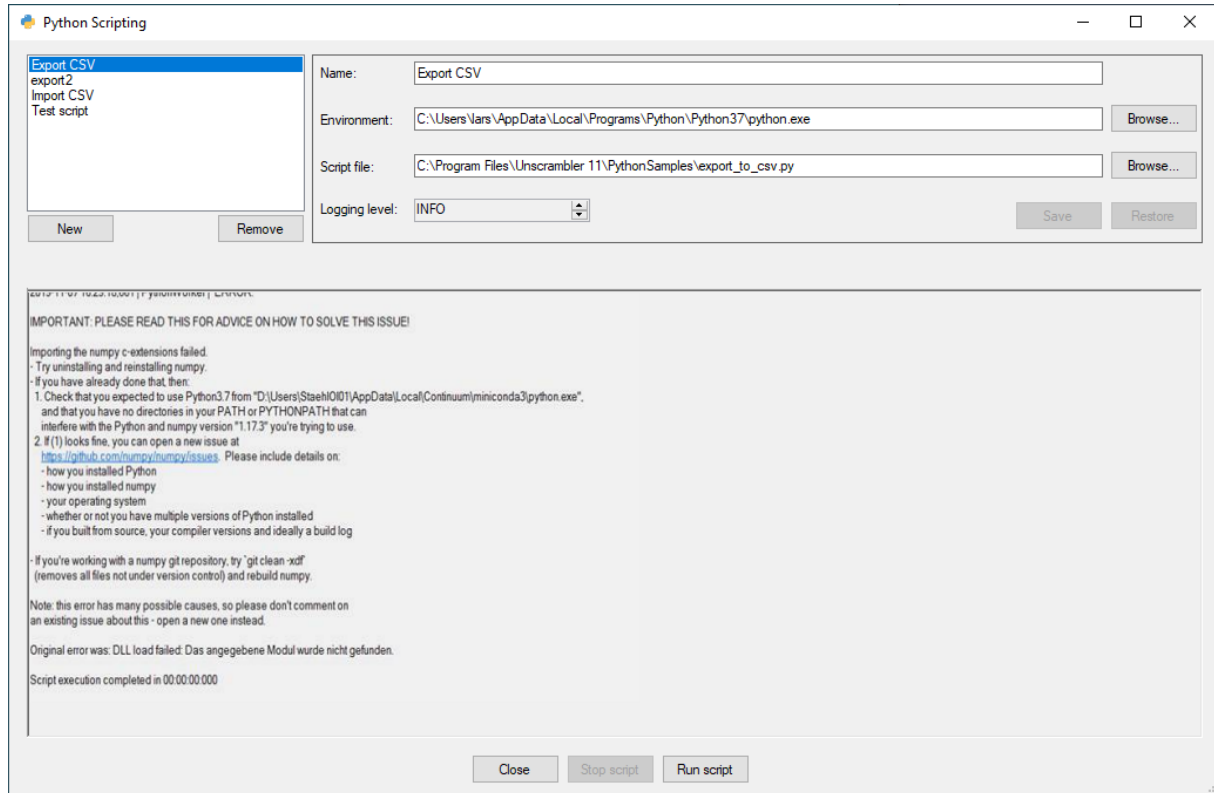 Python Scripting
Export CSV
export2
Import CSV
Test script
New Remove
Name: Export CSV
Environment: C:\Users\lars\AppData\Local\Programs\Python\Python37\python.exe Browse...
Script file: C:\Program Files\Unscrambler 11\PythonSamples\export_to_csv.py Browse...
Logging level: INFO
Save Restore
IMPORTANT: PLEASE READ THIS FOR ADVICE ON HOW TO SOLVE THIS ISSUE!
Importing the numpy c-extensions failed.
- Try uninstalling and reinstalling numpy.
- If you have already done that, then:
1. Check that you expected to use Python3.7 from "D:\Users\StaehlOl01\AppData\Local\Continuum\miniconda3\python.exe",
and that you have no directories in your PATH or PYTHONPATH that can
interfere with the Python and numpy version "1.17.3" you're trying to use.
2. If (1) looks fine, you can open a new issue at
https://github.com/numpy/numpy/issues. Please include details on:
- how you installed Python
- how you installed numpy
- your operating system
- whether or not you have multiple versions of Python installed
- if you built from source, your compiler versions and ideally a build log
- If you're working with a numpy git repository, try `git clean -xdf`
(removes all files not under version control) and rebuild numpy.
Note: this error has many possible causes, so please don't comment on
an existing issue about this - open a new one instead.
Original error was: DLL load failed: Das angegebene Modul wurde nicht gefunden.
Script execution completed in 00:00:00:000
Close Stop script Run script